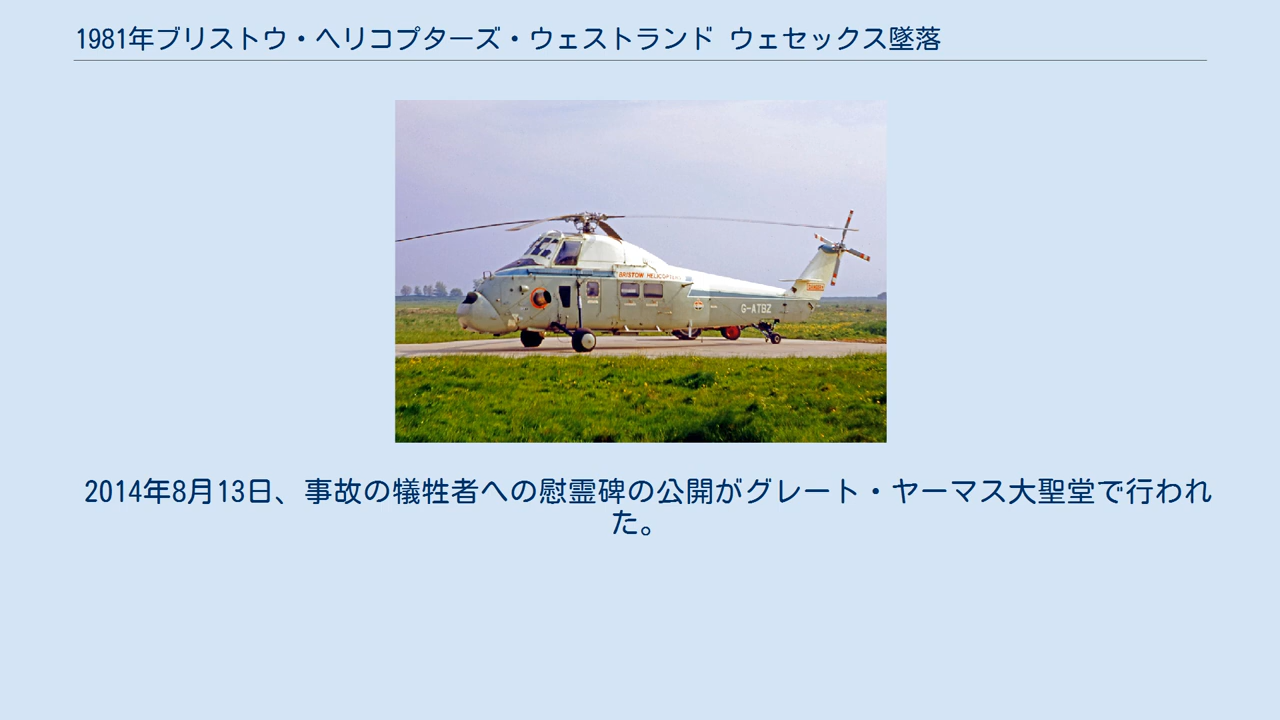 1981年ブリストウ・ヘリコプターズ・ウェストランド ウェセックス墜落
BRISTOW HELICOPTERS
G-ATBZ
2014年8月13日、事故の犠牲者への慰霊碑の公開がグレート・ヤーマス大聖堂で行われ
た。